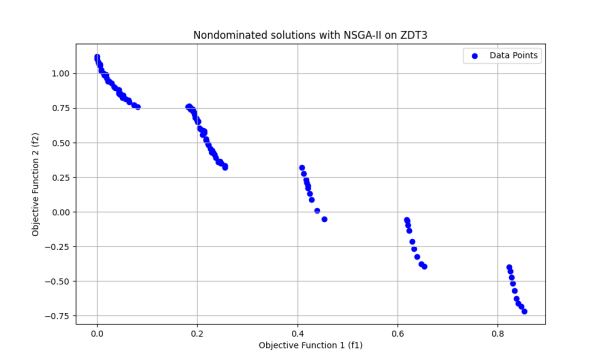 Nondominated solutions with NSGA-II on ZDT3
Data Points
Objective Function 2 (f2)
1.00
0.75
0.50
0.25
0.00
−0.25
−0.50
−0.75
0.0 0.2 0.4 0.6 0.8
Objective Function 1 (f1)